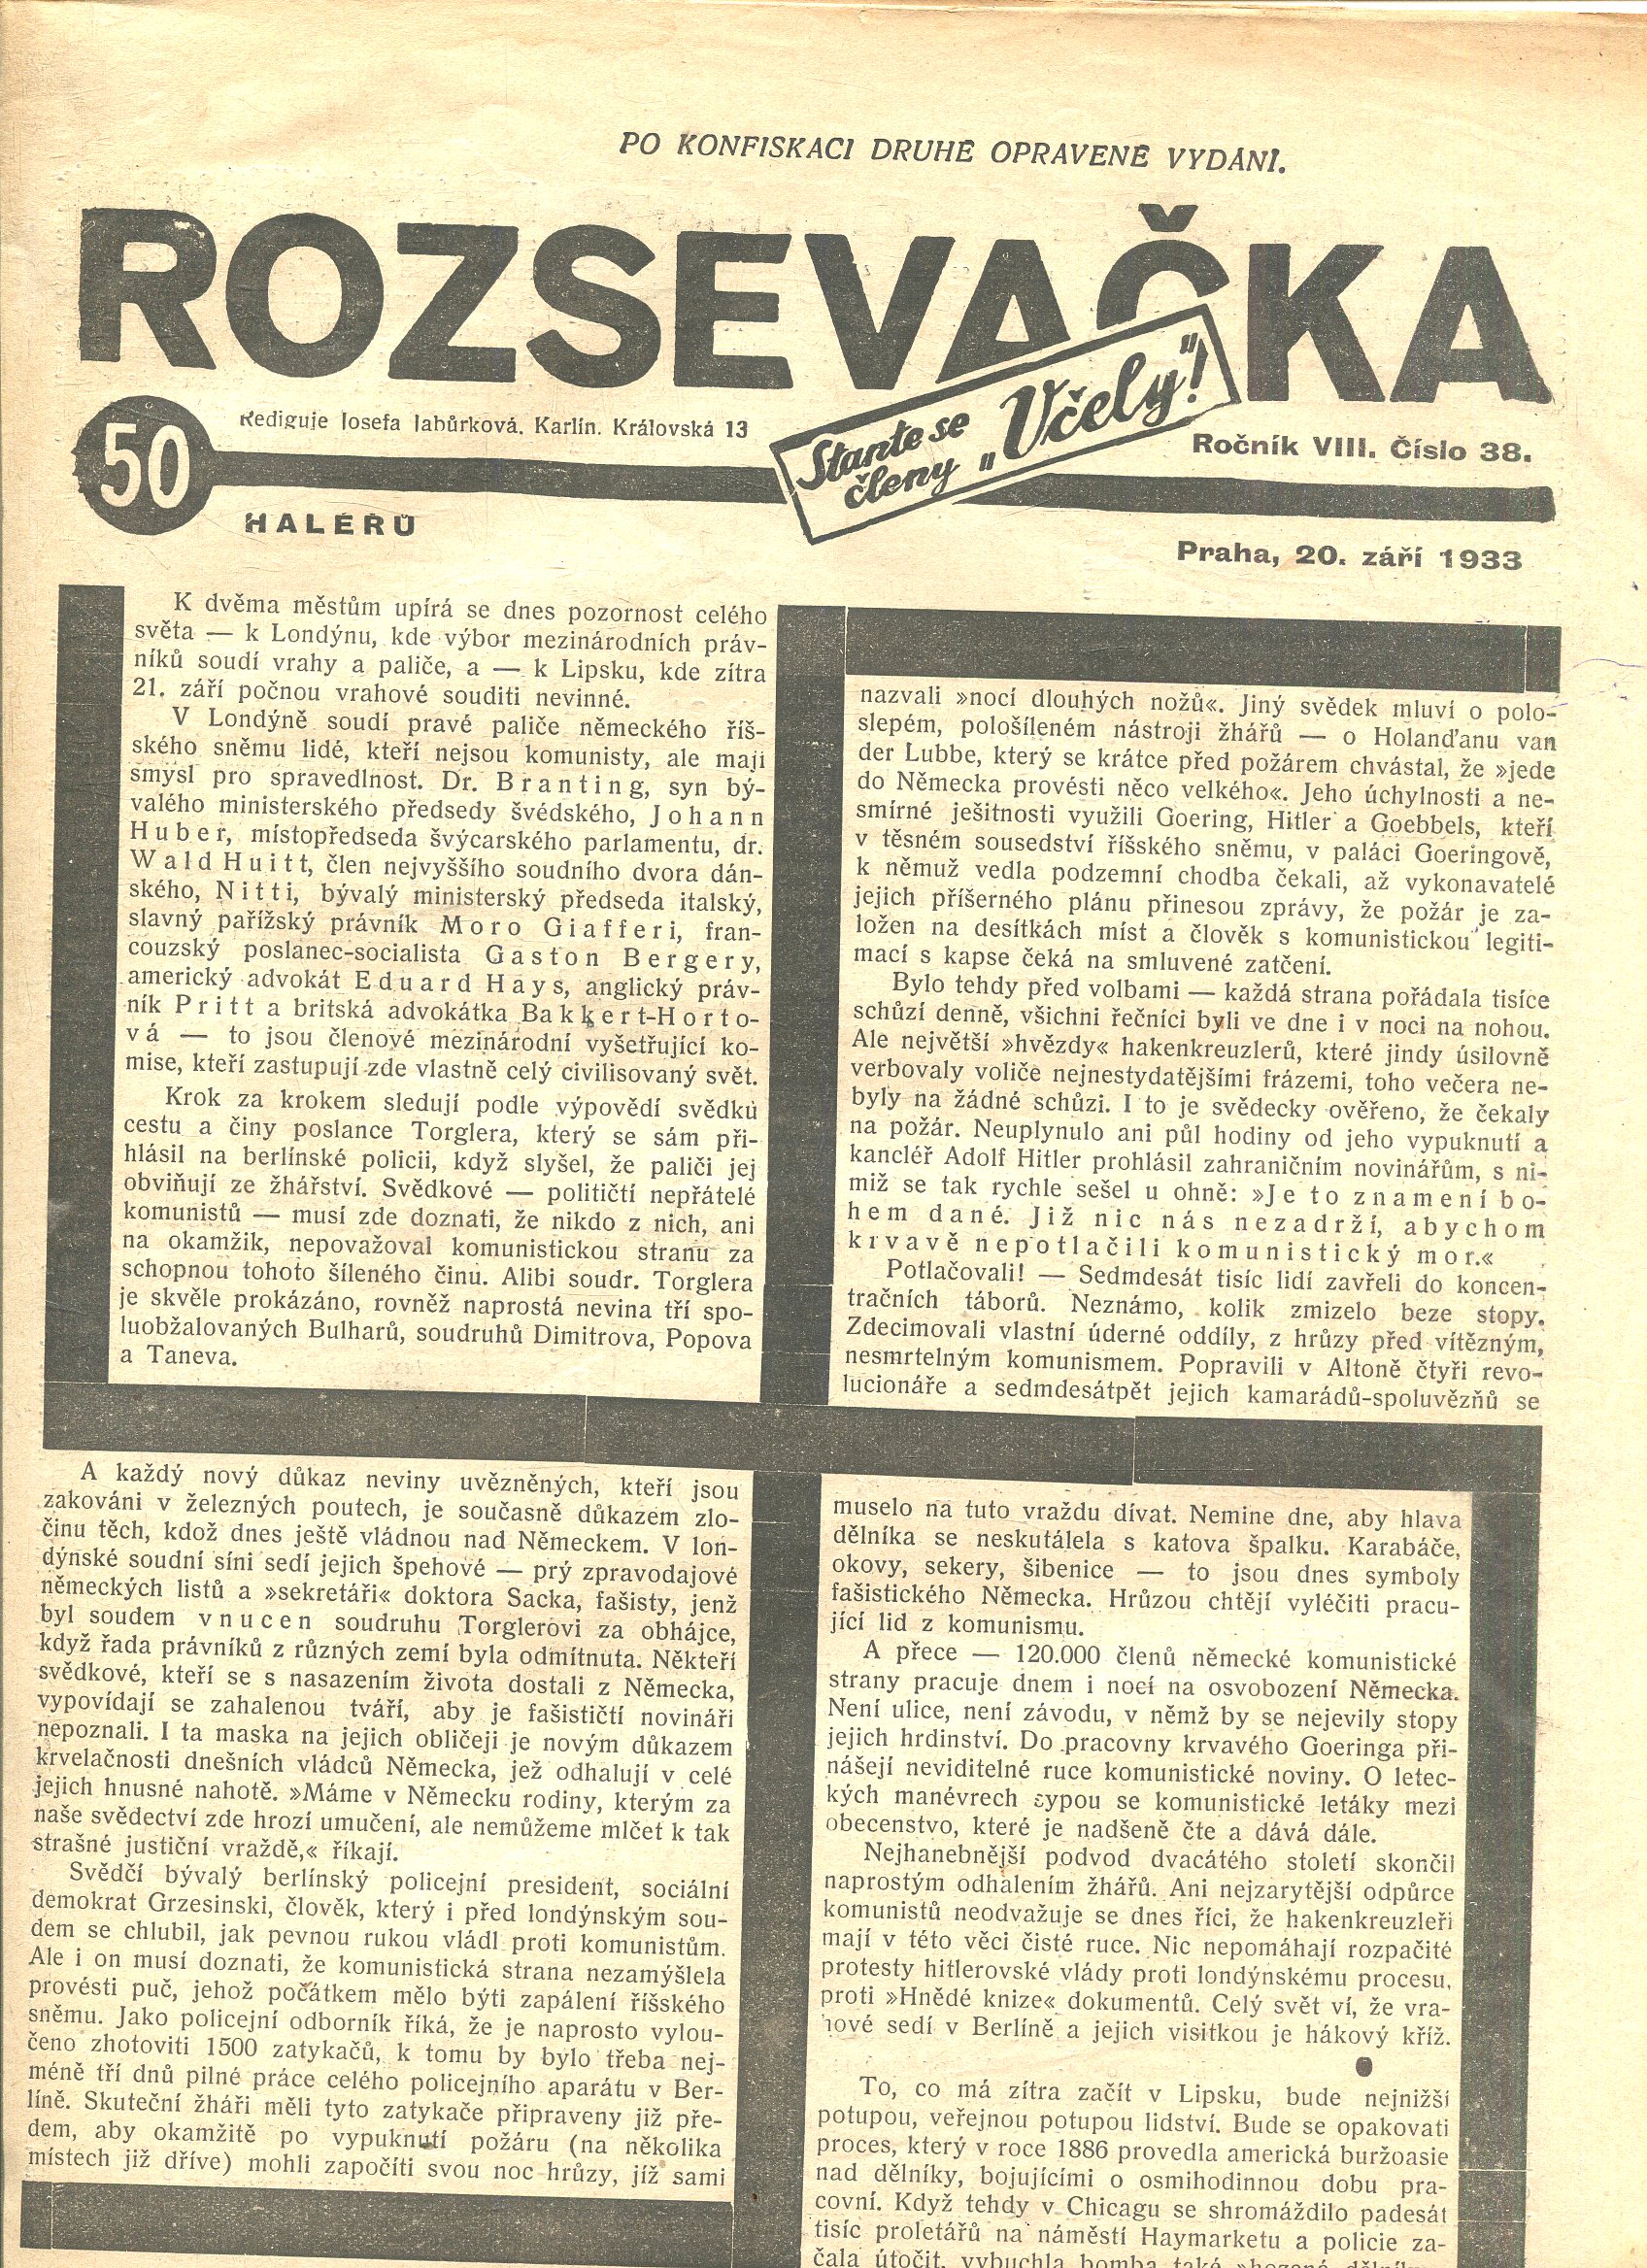 PO KONFISKACI DRUHÉ OPRAVENÉ VYDÁNÍ.
ROZSEVAČKA
50
HALÉŘŮ
Rediguje Josefa Jabůrková. Karlín. Královská 13
Staňte se
členy „Včely"!
Ročník VIII. Číslo 38.
Praha, 20. září 1933
K dvěma městům upírá se dnes pozornost celého
světa — k Londýnu, kde výbor mezinárodních práv-
níků soudí vrahy a paliče, a — k Lipsku, kde zítra
21. září počnou vrahové souditi nevinné.
V Londýně soudí pravé paliče německého říš-
ského sněmu lidé, kteří nejsou komunisty, ale mají
smysl pro spravedlnost. Dr. Branting, syn bý-
valého ministerského předsedy švédského, Johann
Huber, místopředseda švýcarského parlamentu, dr.
Wald Huitt, člen nejvyššího soudního dvora dán-
ského, Nitti, bývalý ministerský předseda italský,
slavný pařížský právník Moro Giafferi, fran-
couzský poslanec-socialista Gaston Bergery,
americký advokát Eduard Hays, anglický práv-
ník Pritt a britská advokátka Bakkert-Horto-
vá — to jsou členové mezinárodní vyšetřující ko-
mise, kteří zastupují zde vlastně celý civilisovaný svět.
Krok za krokem sledují podle výpovědí svědků
cestu a činy poslance Torglera, který se sám při-
hlásil na berlínské policii, když slyšel, že paliči jej
obviňují ze žhářství. Svědkové — političtí nepřátelé
komunistů — musí zde doznati, že nikdo z nich, ani
na okamžik, nepovažoval komunistickou stranu za
schopnou tohoto šíleného činu. Alibi soudr. Torglera
je skvěle prokázáno, rovněž naprostá nevina tří spo-
luobžalovaných Bulharů, soudruhů Dimitrova, Popova
a Taneva.
A každý nový důkaz neviny uvězněných, kteří jsou
zakováni v železných poutech, je současně důkazem zlo-
činu těch, kdož dnes ještě vládnou nad Německem. V lon-
dýnské soudní síni sedí jejich špehové — prý zpravodajové
německých listů a »sekretáři« doktora Sacka, fašisty, jenž
byl soudem vnucen soudruhu Torglerovi za obhájce,
když řada právníků z různých zemí byla odmítnuta. Někteří
svědkové, kteří se s nasazením života dostali z Německa,
vypovídají se zahalenou tváří, aby je fašističtí novináři
nepoznali. I ta maska na jejich obličeji je novým důkazem
krvelačnosti dnešních vládců Německa, jež odhalují v celé
jejich hnusné nahotě. »Máme v Německu rodiny, kterým za
naše svědectví zde hrozí umučení, ale nemůžeme mlčet k tak
strašné justiční vraždě,« říkají.
Svědčí bývalý berlínský policejní president, sociální
demokrat Grzesinski, člověk, který i před londýnským sou-
dem se chlubil, jak pevnou rukou vládl proti komunistům.
Ale i on musí doznati, že komunistická strana nezamýšlela
provésti puč, jehož počátkem mělo býti zapálení říšského
sněmu. Jako policejní odborník říká, že je naprosto vylou-
čeno zhotoviti 1500 zatykačů, k tomu by bylo třeba nej-
méně tří dnů pilné práce celého policejního aparátu v Ber-
líně. Skuteční žháři měli tyto zatykače připraveny již pře-
dem, aby okamžitě po vypuknutí požáru (na několika
místech již dříve) mohli započíti svou noc hrůzy, jíž sami
nazvali »nocí dlouhých nožů«. Jiný svědek mluví o polo-
slepém, pološíleném nástroji žhářů — o Holanďanu van
der Lubbe, který se krátce před požárem chvástal, že »jede
do Německa provésti něco velkého«. Jeho úchylnosti a ne-
smírné ješitnosti využili Goering, Hitler a Goebbels, kteří
v těsném sousedství říšského sněmu, v paláci Goeringově,
k němuž vedla podzemní chodba čekali, až vykonavatelé
jejich příšerného plánu přinesou zprávy, že požár je za-
ložen na desítkách míst a člověk s komunistickou legiti-
mací s kapse čeká na smluvené zatčení.
Bylo tehdy před volbami — každá strana pořádala tisíce
schůzí denně, všichni řečníci byli ve dne i v noci na nohou.
Ale největší »hvězdy« hakenkreuzlerů, které jindy úsilovně
verbovaly voliče nejnestydatějšími frázemi, toho večera ne-
byly na žádné schůzi. I to je svědecky ověřeno, že čekaly
na požár. Neuplynulo ani půl hodiny od jeho vypuknutí a
kancléř Adolf Hitler prohlásil zahraničním novinářům, s ni-
miž se tak rychle sešel u ohně: »Je to znamení bo-
hem dané. Již nic nás nezadrží, abychom
krvavě nepotlačili komunistický mor.«
Potlačovali! — Sedmdesát tisíc lidí zavřeli do koncen-
tračních táborů. Neznámo, kolik zmizelo beze stopy.
Zdecimovali vlastní úderné oddíly, z hrůzy před vítězným,
nesmrtelným komunismem. Popravili v Altoně čtyři revo-
lucionáře a sedmdesátpět jejich kamarádů-spoluvězňů se
muselo na tuto vraždu dívat. Nemine dne, aby hlava
dělníka se neskutálela s katova špalku. Karabáče,
okovy, sekery, šibenice — to jsou dnes symboly
fašistického Německa. Hrůzou chtějí vyléčiti pracu-
jící lid z komunismu.
A přece — 120.000 členů německé komunistické
strany pracuje dnem i nocí na osvobození Německa.
Není ulice, není závodu, v němž by se nejevily stopy
jejich hrdinství. Do pracovny krvavého Goeringa při-
nášejí neviditelné ruce komunistické noviny. O letec-
kých manévrech sypou se komunistické letáky mezi
obecenstvo, které je nadšeně čte a dává dále.
Nejhanebnější podvod dvacátého století skončil
naprostým odhalením žhářů. Ani nejzarytější odpůrce
komunistů neodvažuje se dnes říci, že hakenkreuzleři
mají v této věci čisté ruce. Nic nepomáhají rozpačité
protesty hitlerovské vlády proti londýnskému procesu,
proti »Hnědé knize« dokumentů. Celý svět ví, že vra-
hové sedí v Berlíně a jejich visitkou je hákový kříž.
To, co má zítra začít v Lipsku, bude nejnižší
potupou, veřejnou potupou lidství. Bude se opakovati
proces, který v roce 1886 provedla americká buržoasie
nad dělníky, bojujícími o osmihodinnou dobu pra-
covní. Když tehdy v Chicagu se shromáždilo padesát
tisíc proletářů na náměstí Haymarketu a policie za-
čala útočit, vybuchla bomba také »hozená dělníky